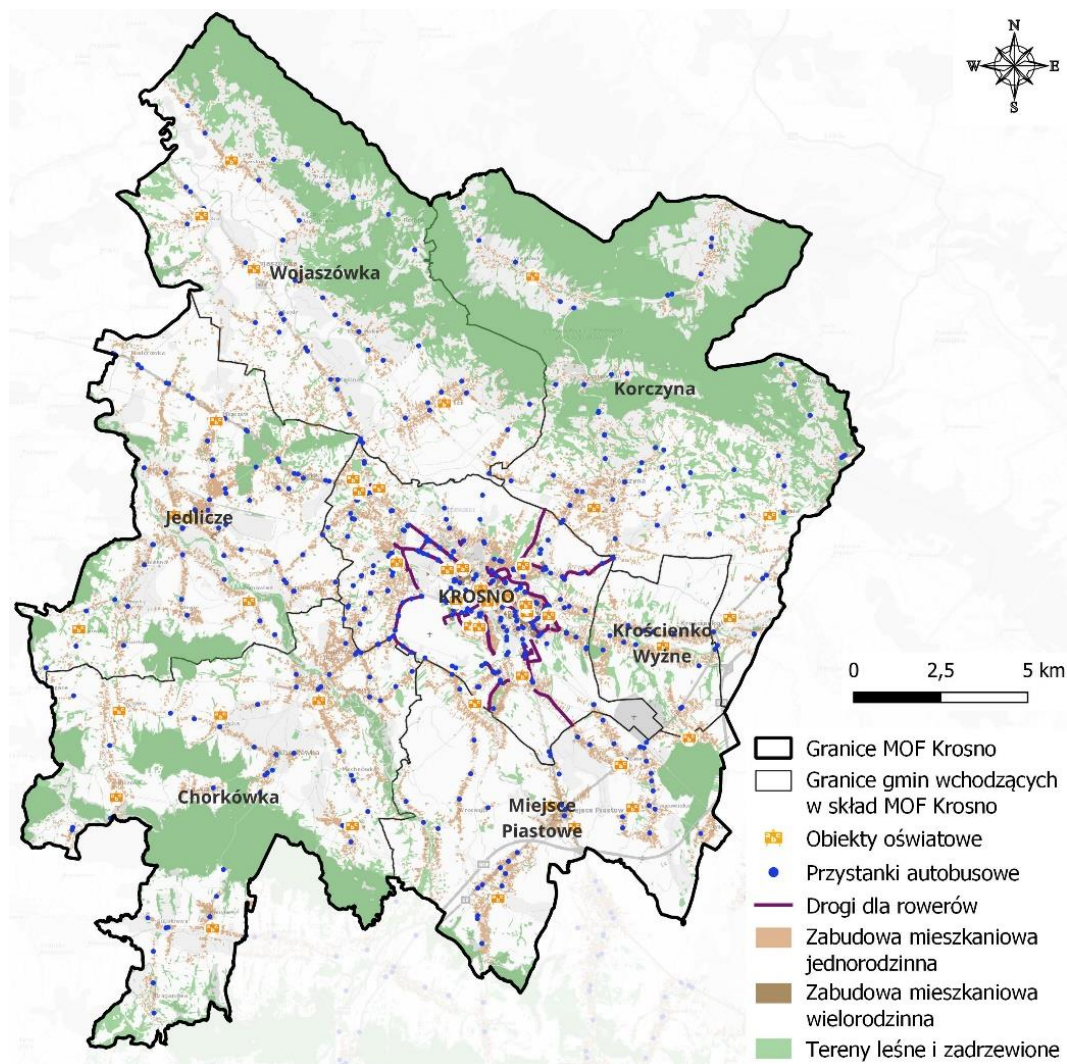 N
W E
S
Wojaszówka
Korczyna
Jedlicze
KROSNO
Krościenko
Wyżne
0 2,5 5 km
Chorkówka
Miejsce
Piastowe
Granice MOF Krosno
Granice gmin wchodzących
w skład MOF Krosno
Obiekty oświatowe
Przystanki autobusowe
Drogi dla rowerów
Zabudowa mieszkaniowa
jednorodzinna
Zabudowa mieszkaniowa
wielorodzinna
Tereny leśne i zadrzewione